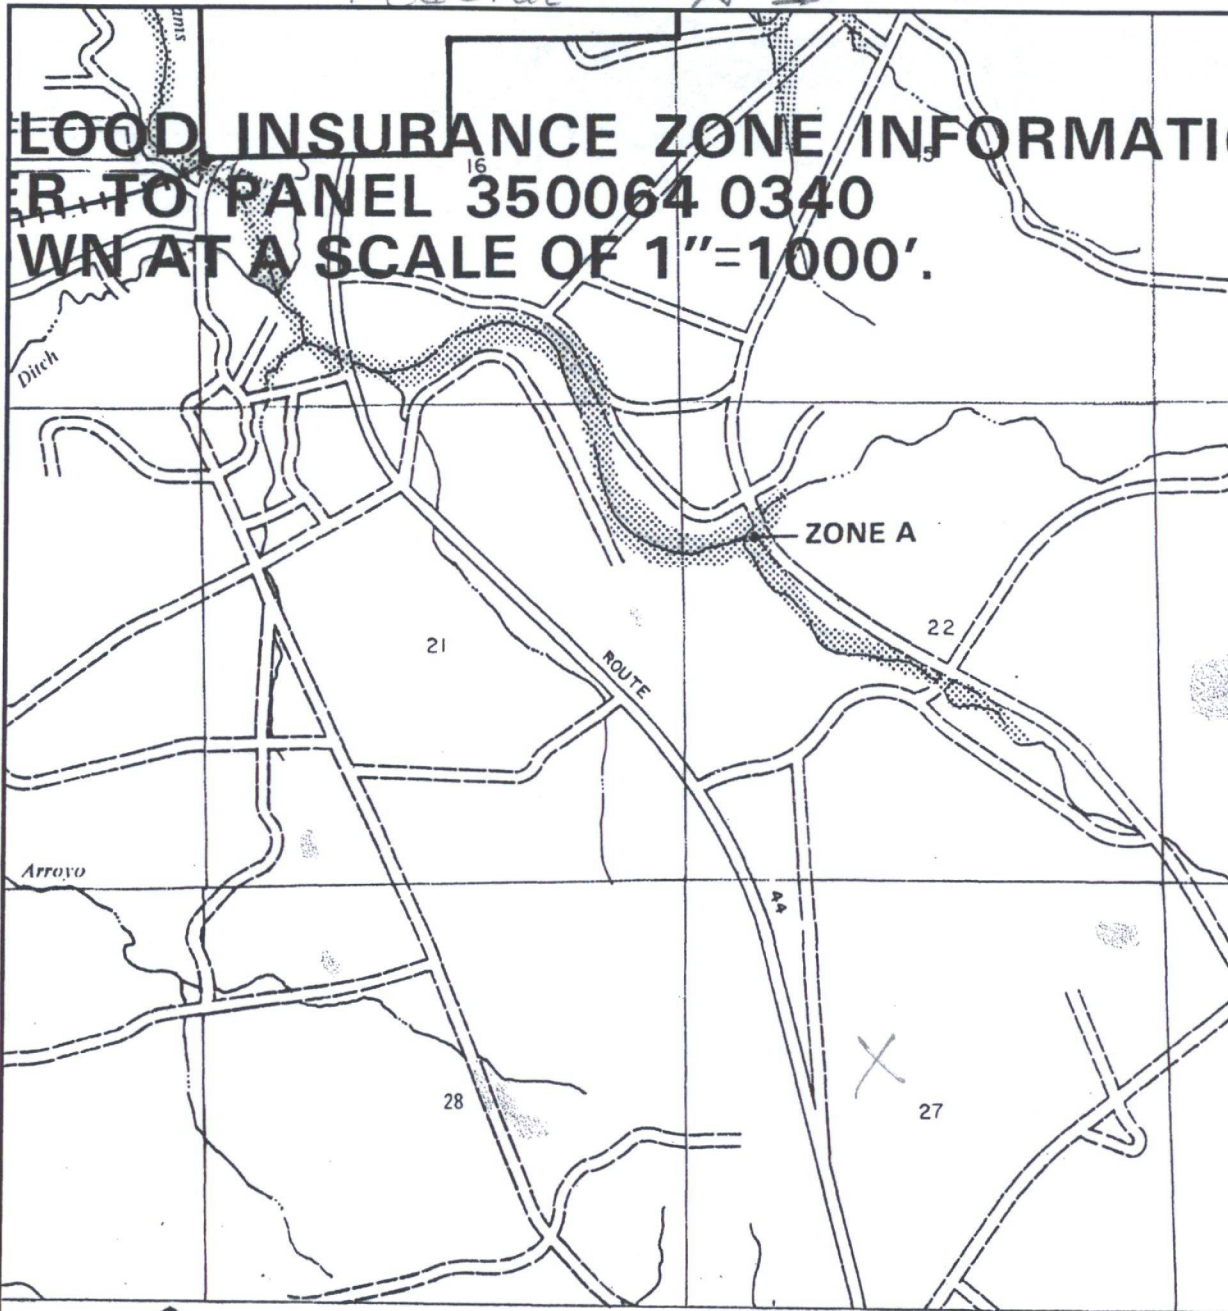 LOOD INSURANCE ZONE INFORMATI
16
15
ER TO PANEL 350064 0340
WN AT A SCALE OF 1"=1000'.
Ditch
ZONE A
22
21
ROUTE
Arroyo
44
X
28
27